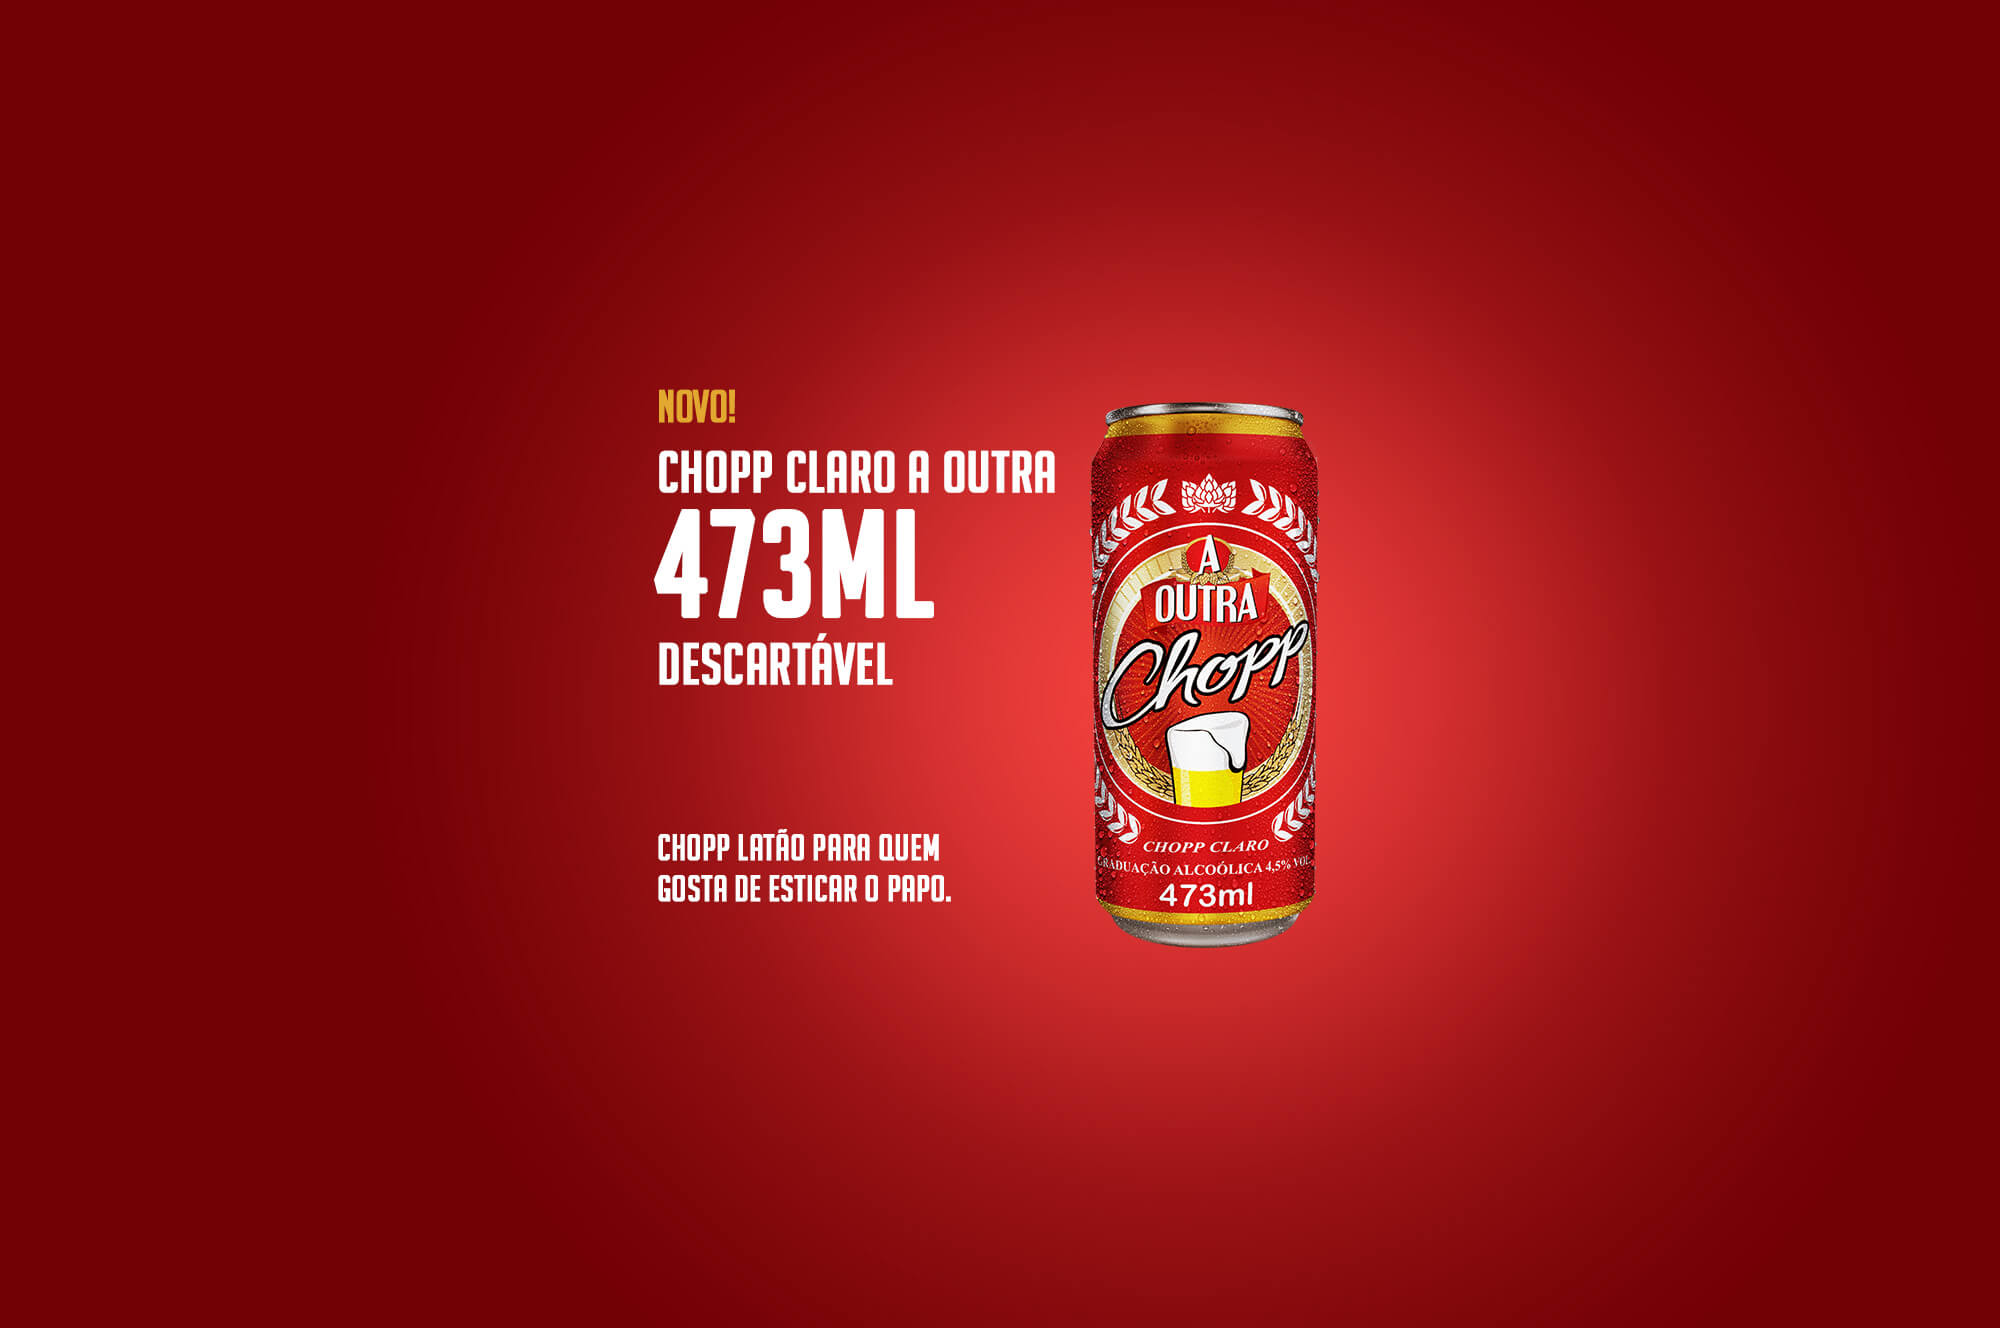 NOVO!
CHOPP CLARO A OUTRA
473ML
DESCARTÁVEL
CHOPP LATÃO PARA QUEM
GOSTA DE ESTICAR O PAPO.
A
OUTRA
Chopp
CHOPP CLARO
GRADUAÇÃO ALCOÓLICA 4,5% VOL.
473ml